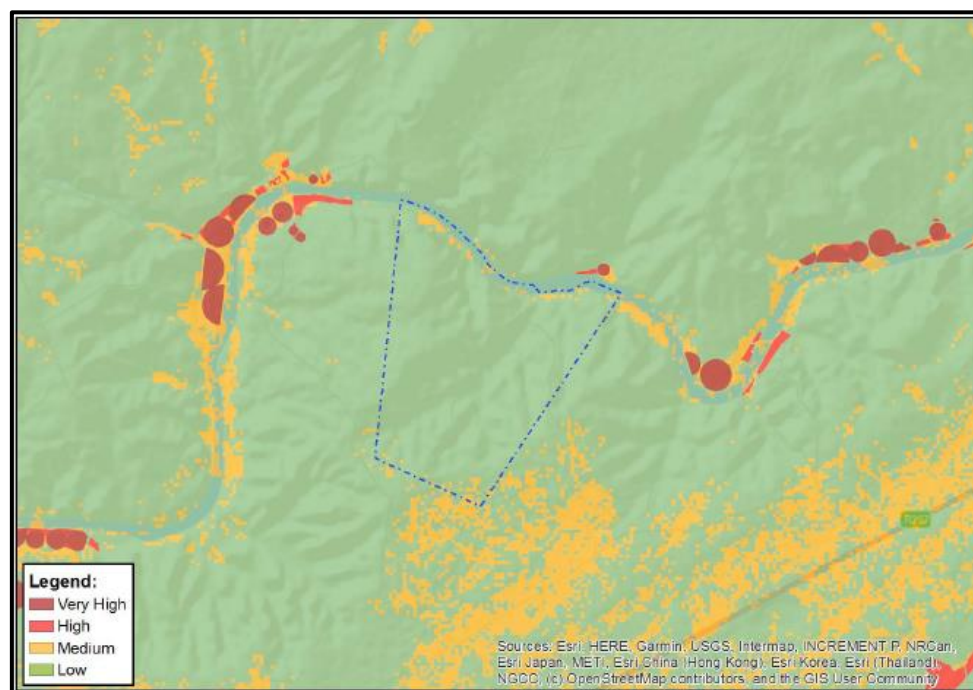 Legend:
Very High
High
Medium
Low
Sources: Esri, HERE, Garmin, USGS, Intermap, INCREMENT P, NRCan,
Esri Japan, METI, Esri China (Hong Kong), Esri Korea, Esri (Thailand),
NGCC, (c) OpenStreetMap contributors, and the GIS User Community